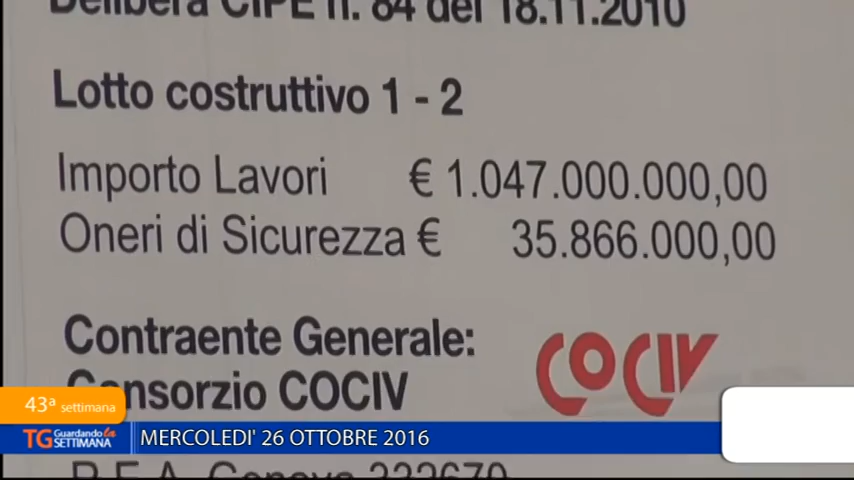 Delibera CIPE n. 84 del 18.11.2010
Lotto costruttivo 1 - 2
Importo Lavori € 1.047.000.000,00
Oneri di Sicurezza € 35.866.000,00
Contraente Generale:
Consorzio COCIV
COCIV
43ª settimana
TG Guardando la SETTIMANA
MERCOLEDI' 26 OTTOBRE 2016
R.E.A. Genova